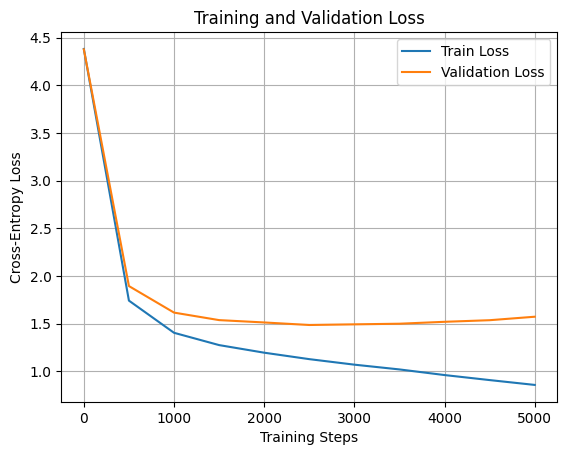 Training and Validation Loss
Train Loss
Validation Loss
Cross-Entropy Loss
4.5
4.0
3.5
3.0
2.5
2.0
1.5
1.0
0 1000 2000 3000 4000 5000
Training Steps